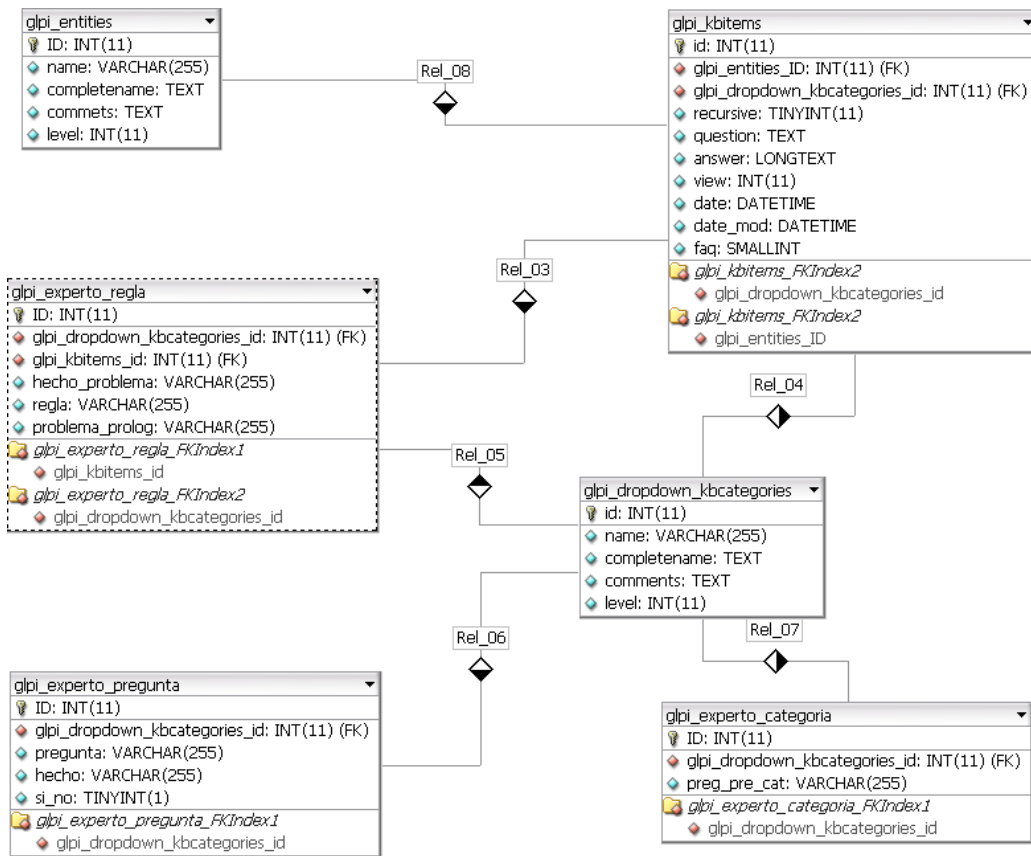 glpi_entities
ID: INT(11)
name: VARCHAR(255)
completename: TEXT
commets: TEXT
level: INT(11)
Rel_08
glpi_kbitems
id: INT(11)
glpi_entities_ID: INT(11) (FK)
glpi_dropdown_kbcategories_id: INT(11) (FK)
recursive: TINYINT(11)
question: TEXT
answer: LONGTEXT
view: INT(11)
date: DATETIME
date_mod: DATETIME
faq: SMALLINT
glpi_kbitems_FKIndex2
glpi_dropdown_kbcategories_id
glpi_kbitems_FKIndex2
glpi_entities_ID
Rel_03
glpi_experto_regla
ID: INT(11)
glpi_dropdown_kbcategories_id: INT(11) (FK)
glpi_kbitems_id: INT(11) (FK)
hecho_problema: VARCHAR(255)
regla: VARCHAR(255)
problema_prolog: VARCHAR(255)
glpi_experto_regla_FKIndex1
glpi_kbitems_id
glpi_experto_regla_FKIndex2
glpi_dropdown_kbcategories_id
Rel_04
Rel_05
glpi_dropdown_kbcategories
id: INT(11)
name: VARCHAR(255)
completename: TEXT
comments: TEXT
level: INT(11)
Rel_06
Rel_07
glpi_experto_pregunta
ID: INT(11)
glpi_dropdown_kbcategories_id: INT(11) (FK)
pregunta: VARCHAR(255)
hecho: VARCHAR(255)
si_no: TINYINT(1)
glpi_experto_pregunta_FKIndex1
glpi_dropdown_kbcategories_id
glpi_experto_categoria
ID: INT(11)
glpi_dropdown_kbcategories_id: INT(11) (FK)
preg_pre_cat: VARCHAR(255)
glpi_experto_categoria_FKIndex1
glpi_dropdown_kbcategories_id